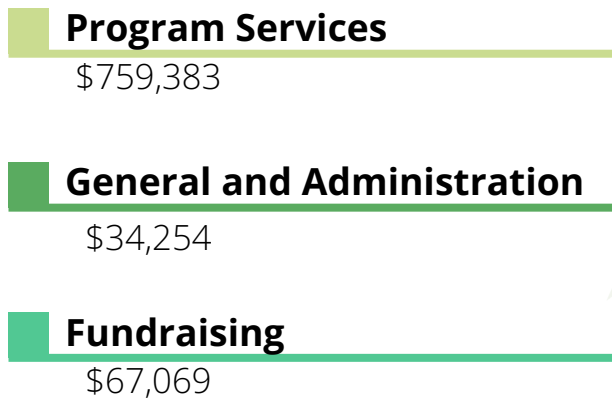 Program Services
$759,383
General and Administration
$34,254
Fundraising
$67,069